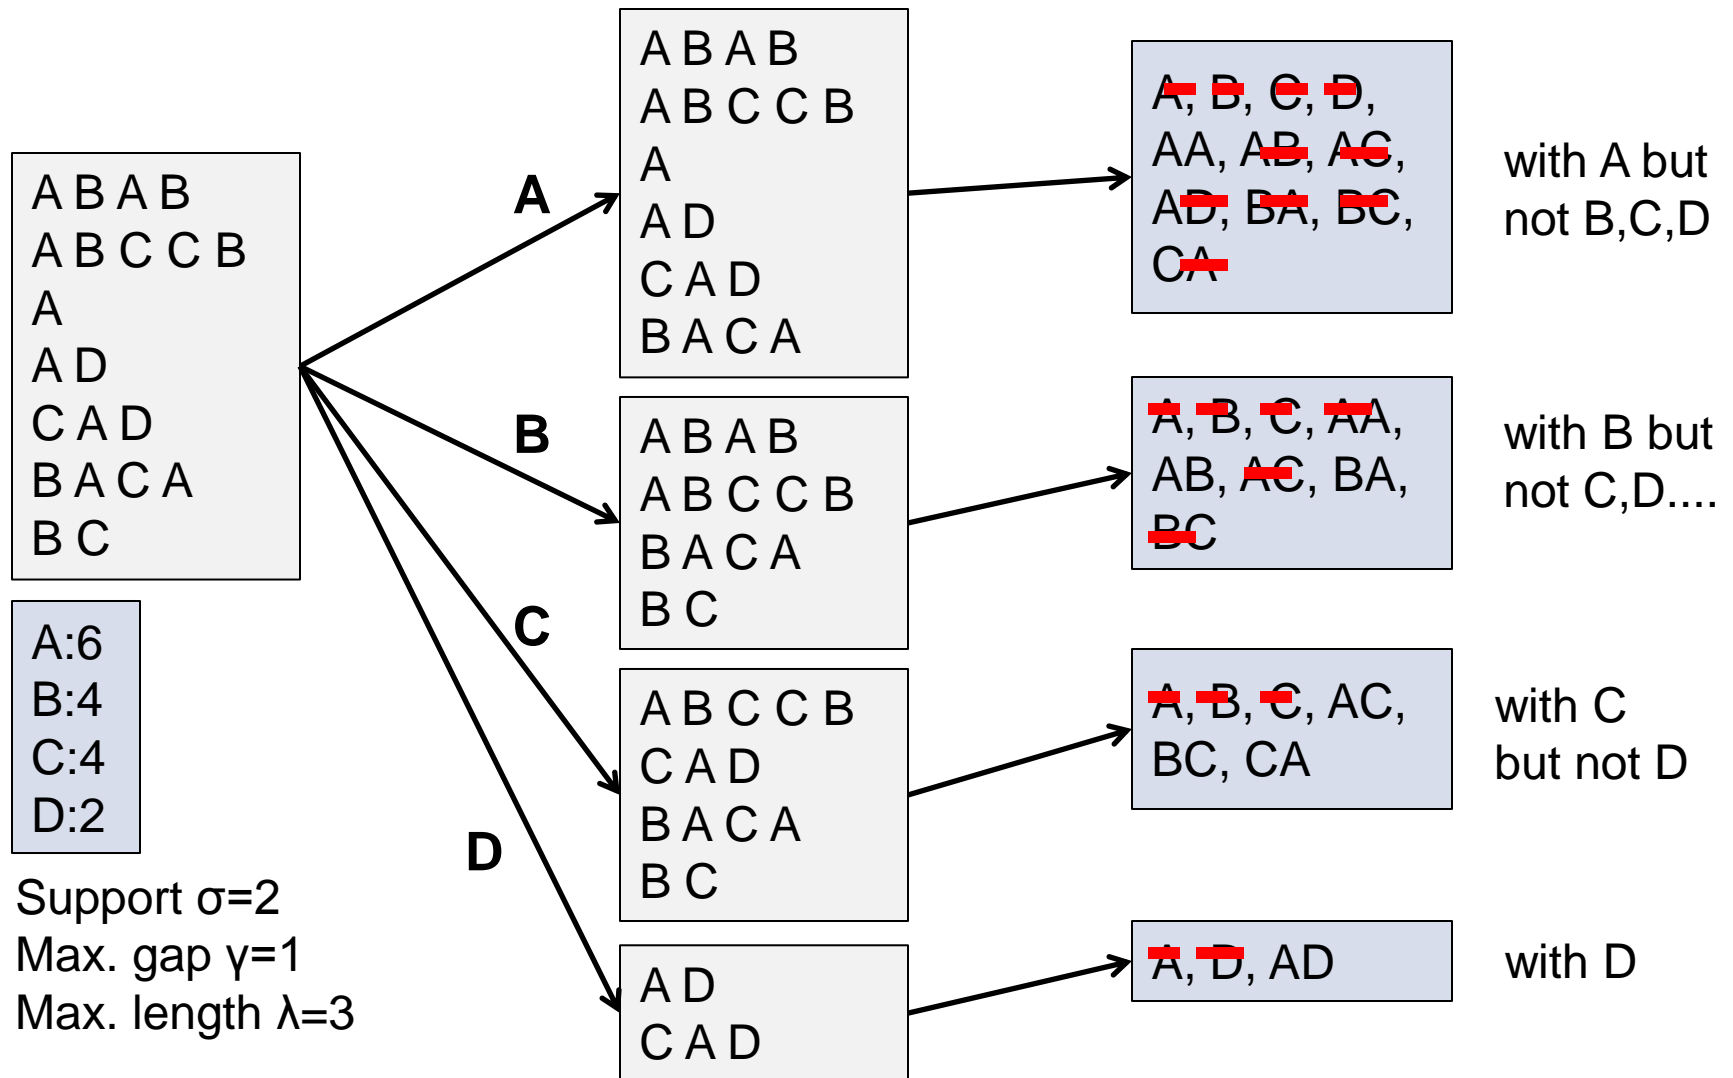 A B A B
A B C C B
A
A D
C A D
B A C A
B C
A:6
B:4
C:4
D:2
Support σ=2
Max. gap γ=1
Max. length λ=3
A
B
C
D
A B A B
A B C C B
A
A D
C A D
B A C A
A B A B
A B C C B
B A C A
B C
A B C C B
C A D
B A C A
B C
A D
C A D
A, B, C, D,
AA, AB, AC,
AD, BA, BC,
CA
with A but
not B,C,D
A, B, C, AA,
AB, AC, BA,
BC
with B but
not C,D....
A, B, C, AC,
BC, CA
with C
but not D
A, D, AD
with D